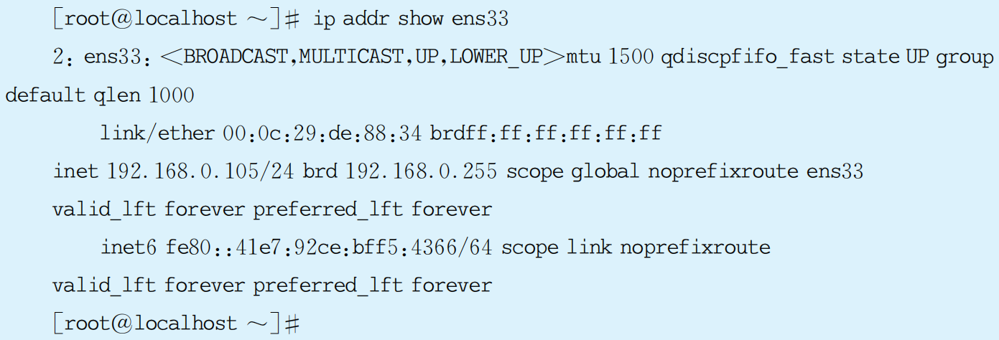 [root@localhost ~]# ip addr show ens33
2: ens33: <BROADCAST,MULTICAST,UP,LOWER_UP>mtu 1500 qdiscpfifo_fast state UP group
default qlen 1000
link/ether 00:0c:29:de:88:34 brdff:ff:ff:ff:ff:ff
inet 192.168.0.105/24 brd 192.168.0.255 scope global noprefixroute ens33
valid_lft forever preferred_lft forever
inet6 fe80::41e7:92ce:bff5:4366/64 scope link noprefixroute
valid_lft forever preferred_lft forever
[root@localhost ~]#